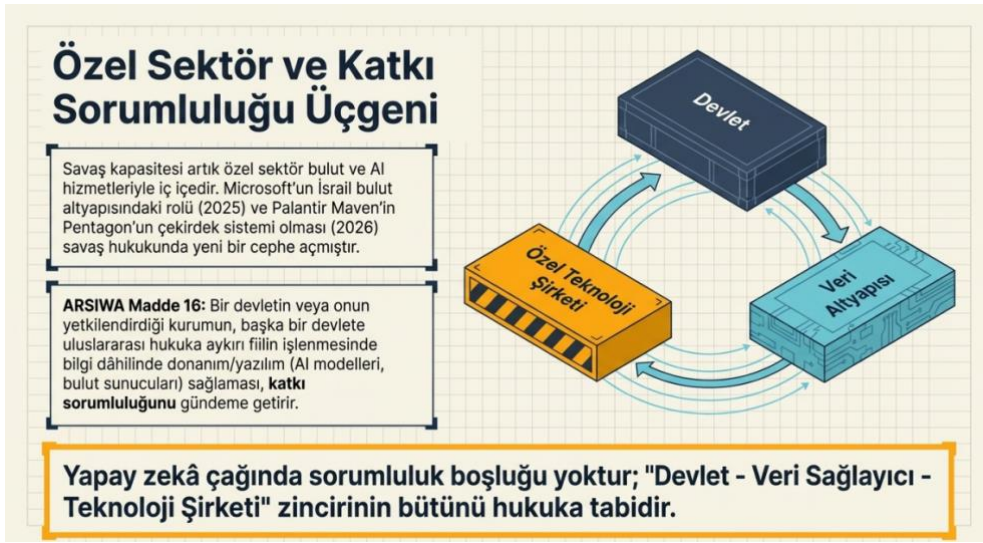 Özel Sektör ve Katkı
Sorumluluğu Üçgeni
Savaş kapasitesi artık özel sektör bulut ve AI
hizmetleriyle iç içedir. Microsoft'un İsrail bulut
altyapısındaki rolü (2025) ve Palantir Maven'in
Pentagon'un çekirdek sistemi olması (2026)
savaş hukukunda yeni bir cephe açmıştır.
ARSIWA Madde 16: Bir devletin veya onun
yetkilendirdiği kurumun, başka bir devlete
uluslararası hukuka aykırı fiilin işlenmesinde
bilgi dâhilinde donanım/yazılım (AI modelleri,
bulut sunucuları) sağlaması, katkı
sorumluluğunu gündeme getirir.
Devlet
Özel Teknoloji
Şirketi
Veri
Altyapısı
Yapay zekâ çağında sorumluluk boşluğu yoktur; "Devlet - Veri Sağlayıcı -
Teknoloji Şirketi" zincirinin bütünü hukuka tabidir.